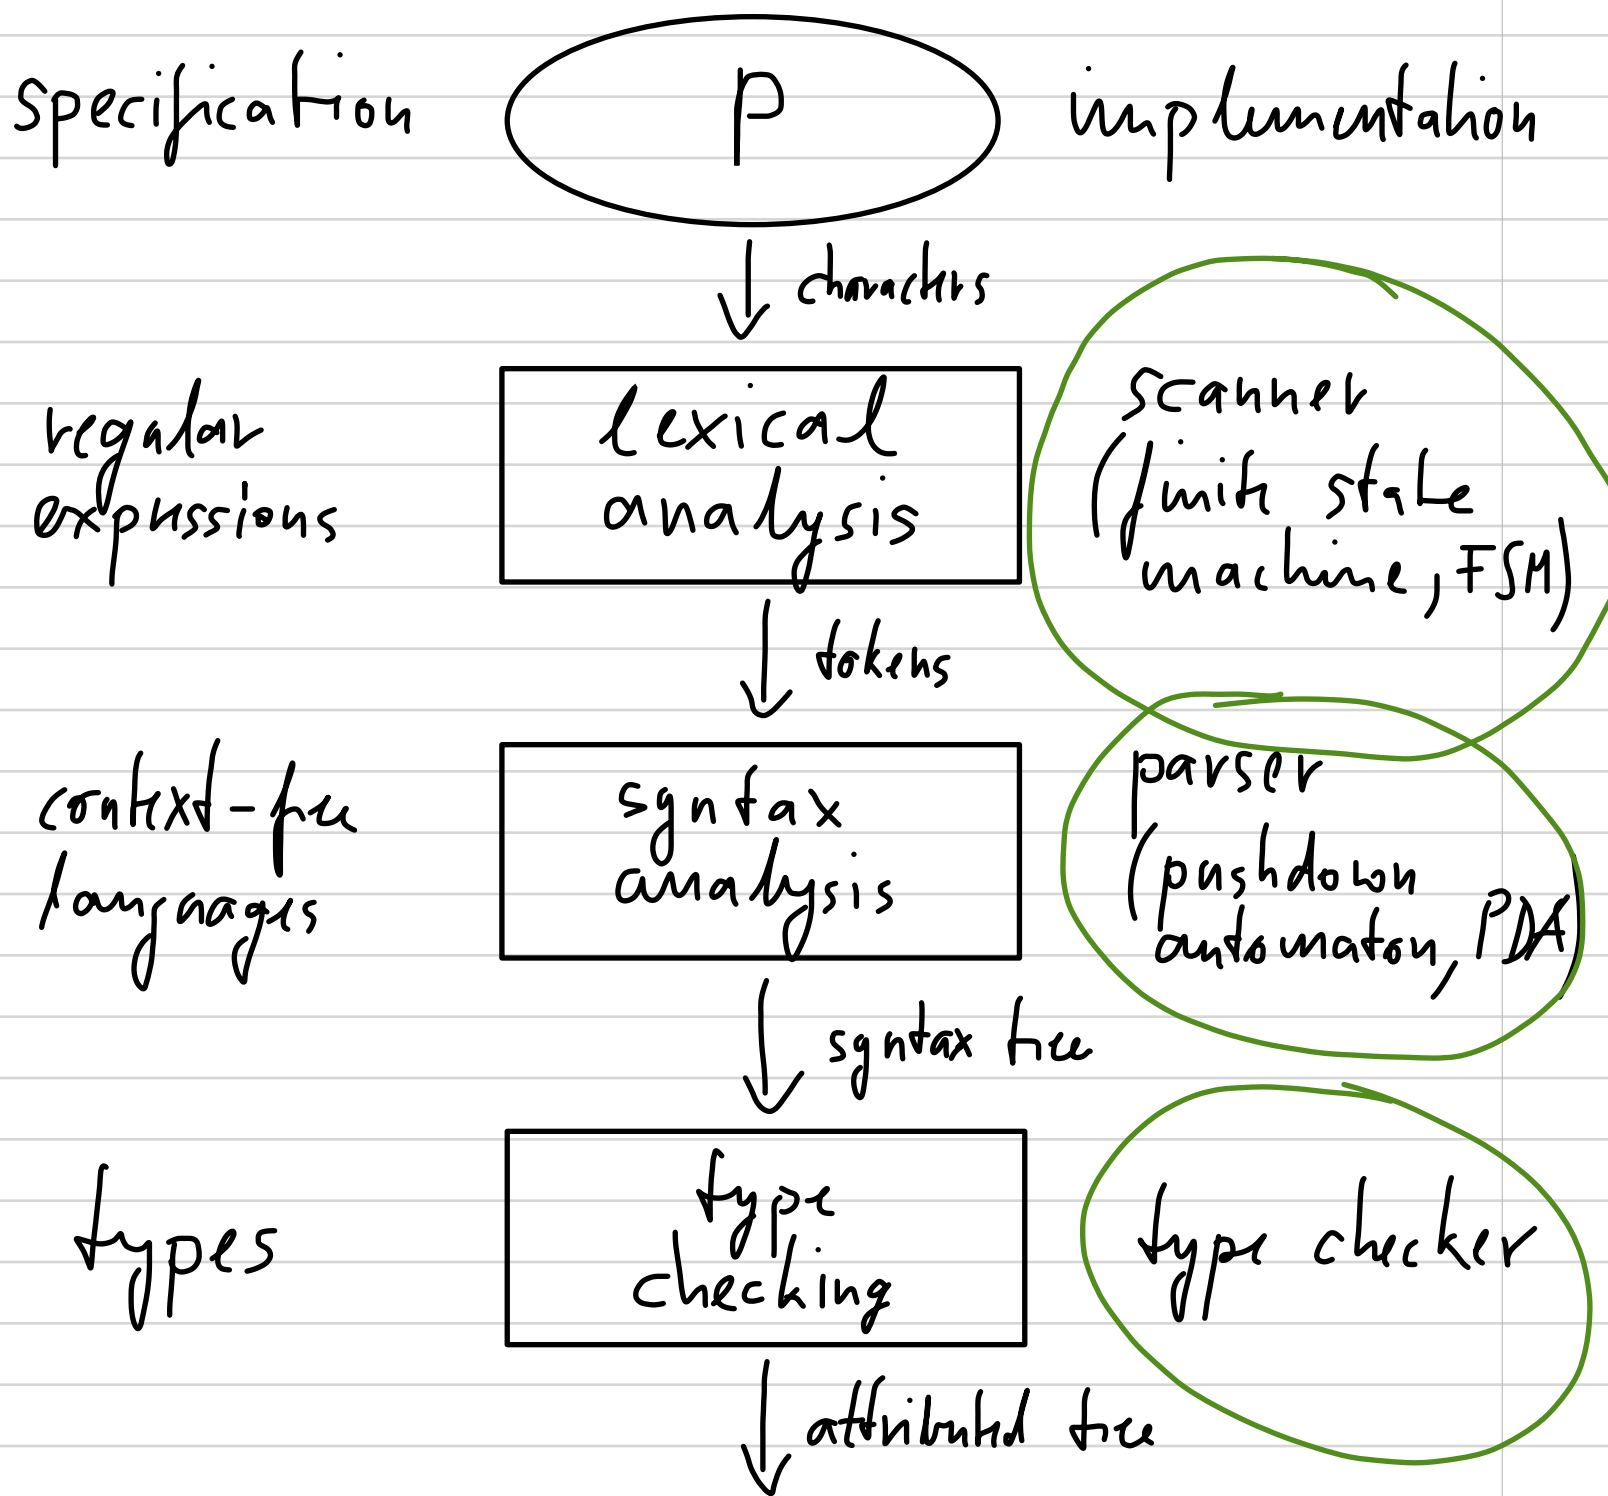 specification
P
implementation
characters
regular
expressions
lexical
analysis
scanner
(finite state
machine, FSM)
tokens
context-free
languages
syntax
analysis
parser
(pushdown
automaton, PDA)
syntax tree
types
type
checking
type checker
attributed tree